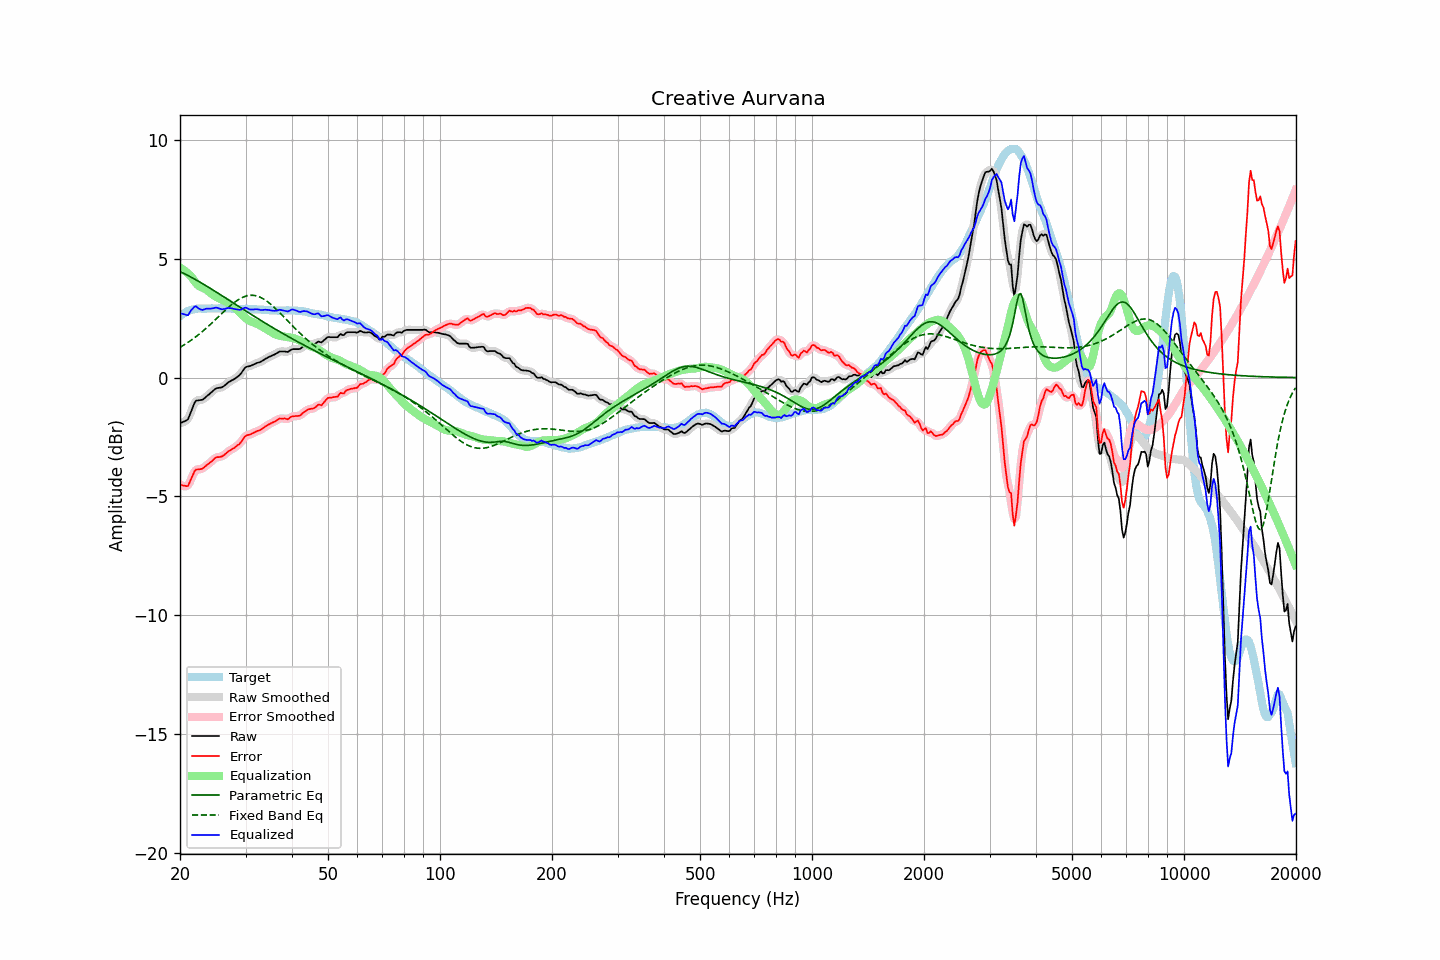 Creative Aurvana
10
5
0
−5
−10
−15
−20
Amplitude (dBr)
Target
Raw Smoothed
Error Smoothed
Raw
Error
Equalization
Parametric Eq
Fixed Band Eq
Equalized
20 50 100 200 500 1000 2000 5000 10000 20000
Frequency (Hz)